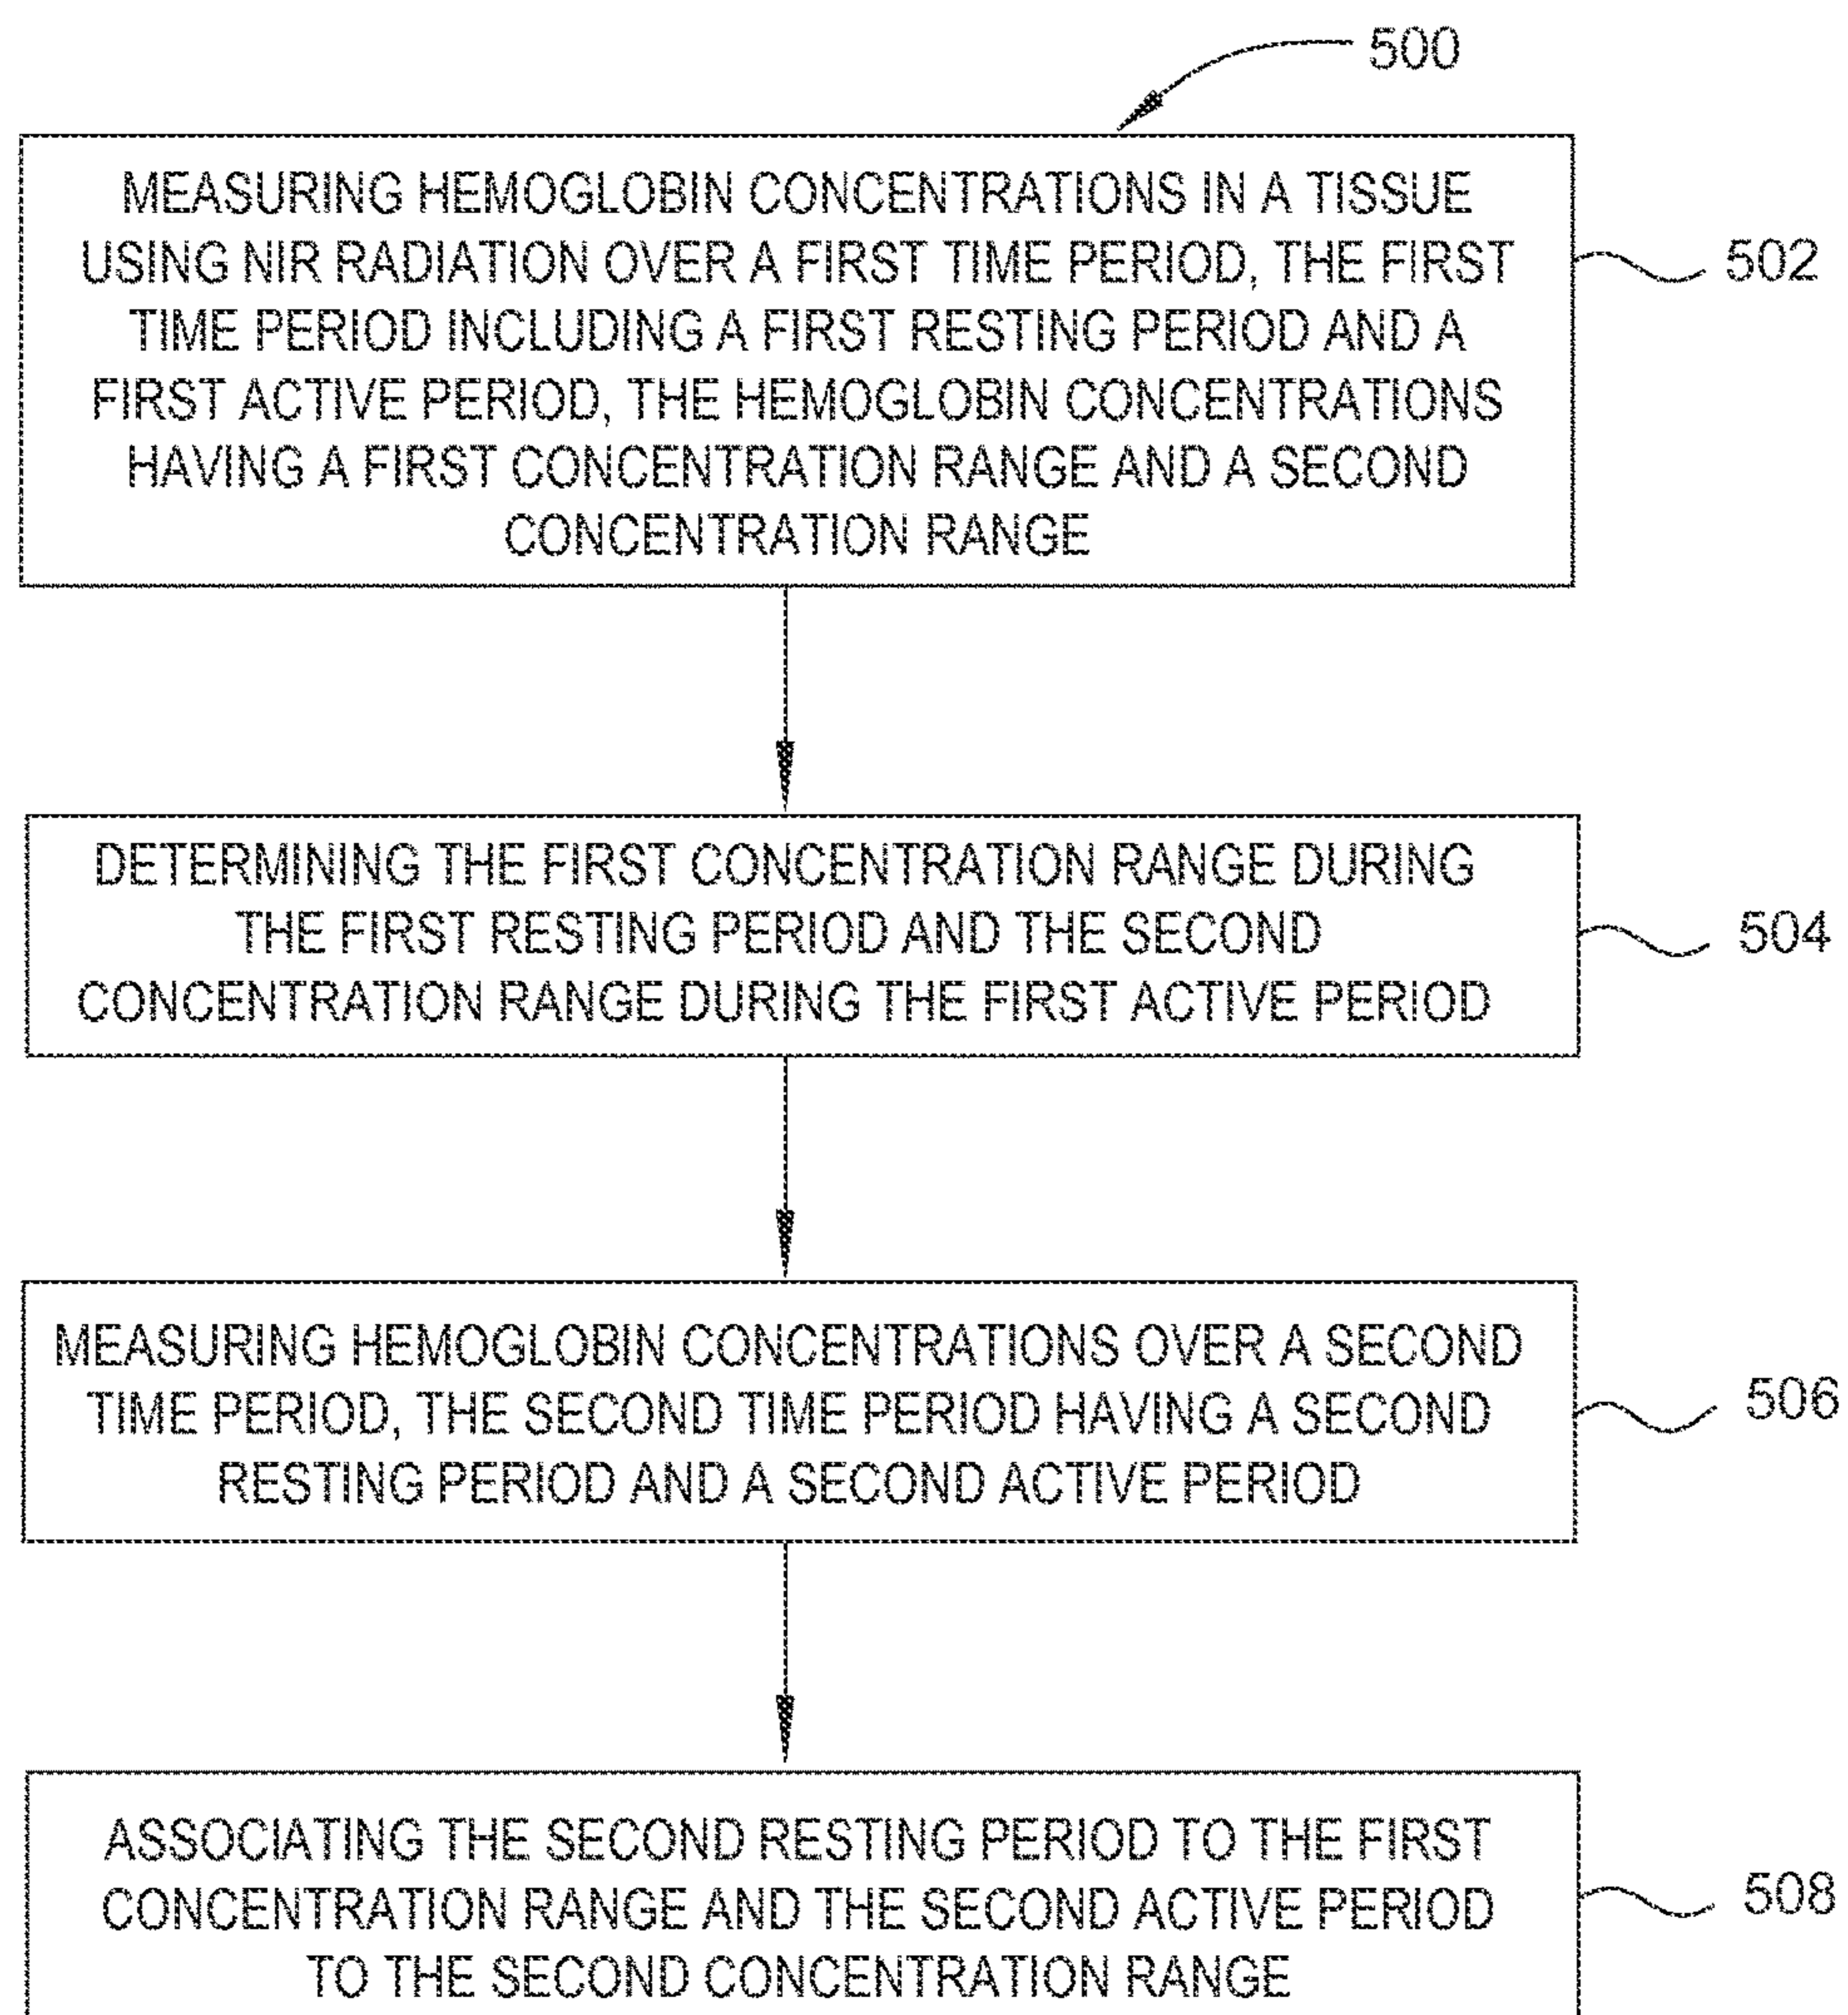 500
MEASURING HEMOGLOBIN CONCENTRATIONS IN A TISSUE
USING NIR RADIATION OVER A FIRST TIME PERIOD, THE FIRST
TIME PERIOD INCLUDING A FIRST RESTING PERIOD AND A
FIRST ACTIVE PERIOD, THE HEMOGLOBIN CONCENTRATIONS
HAVING A FIRST CONCENTRATION RANGE AND A SECOND
CONCENTRATION RANGE
502
DETERMINING THE FIRST CONCENTRATION RANGE DURING
THE FIRST RESTING PERIOD AND THE SECOND
CONCENTRATION RANGE DURING THE FIRST ACTIVE PERIOD
504
MEASURING HEMOGLOBIN CONCENTRATIONS OVER A SECOND
TIME PERIOD, THE SECOND TIME PERIOD HAVING A SECOND
RESTING PERIOD AND A SECOND ACTIVE PERIOD
506
ASSOCIATING THE SECOND RESTING PERIOD TO THE FIRST
CONCENTRATION RANGE AND THE SECOND ACTIVE PERIOD
TO THE SECOND CONCENTRATION RANGE
508